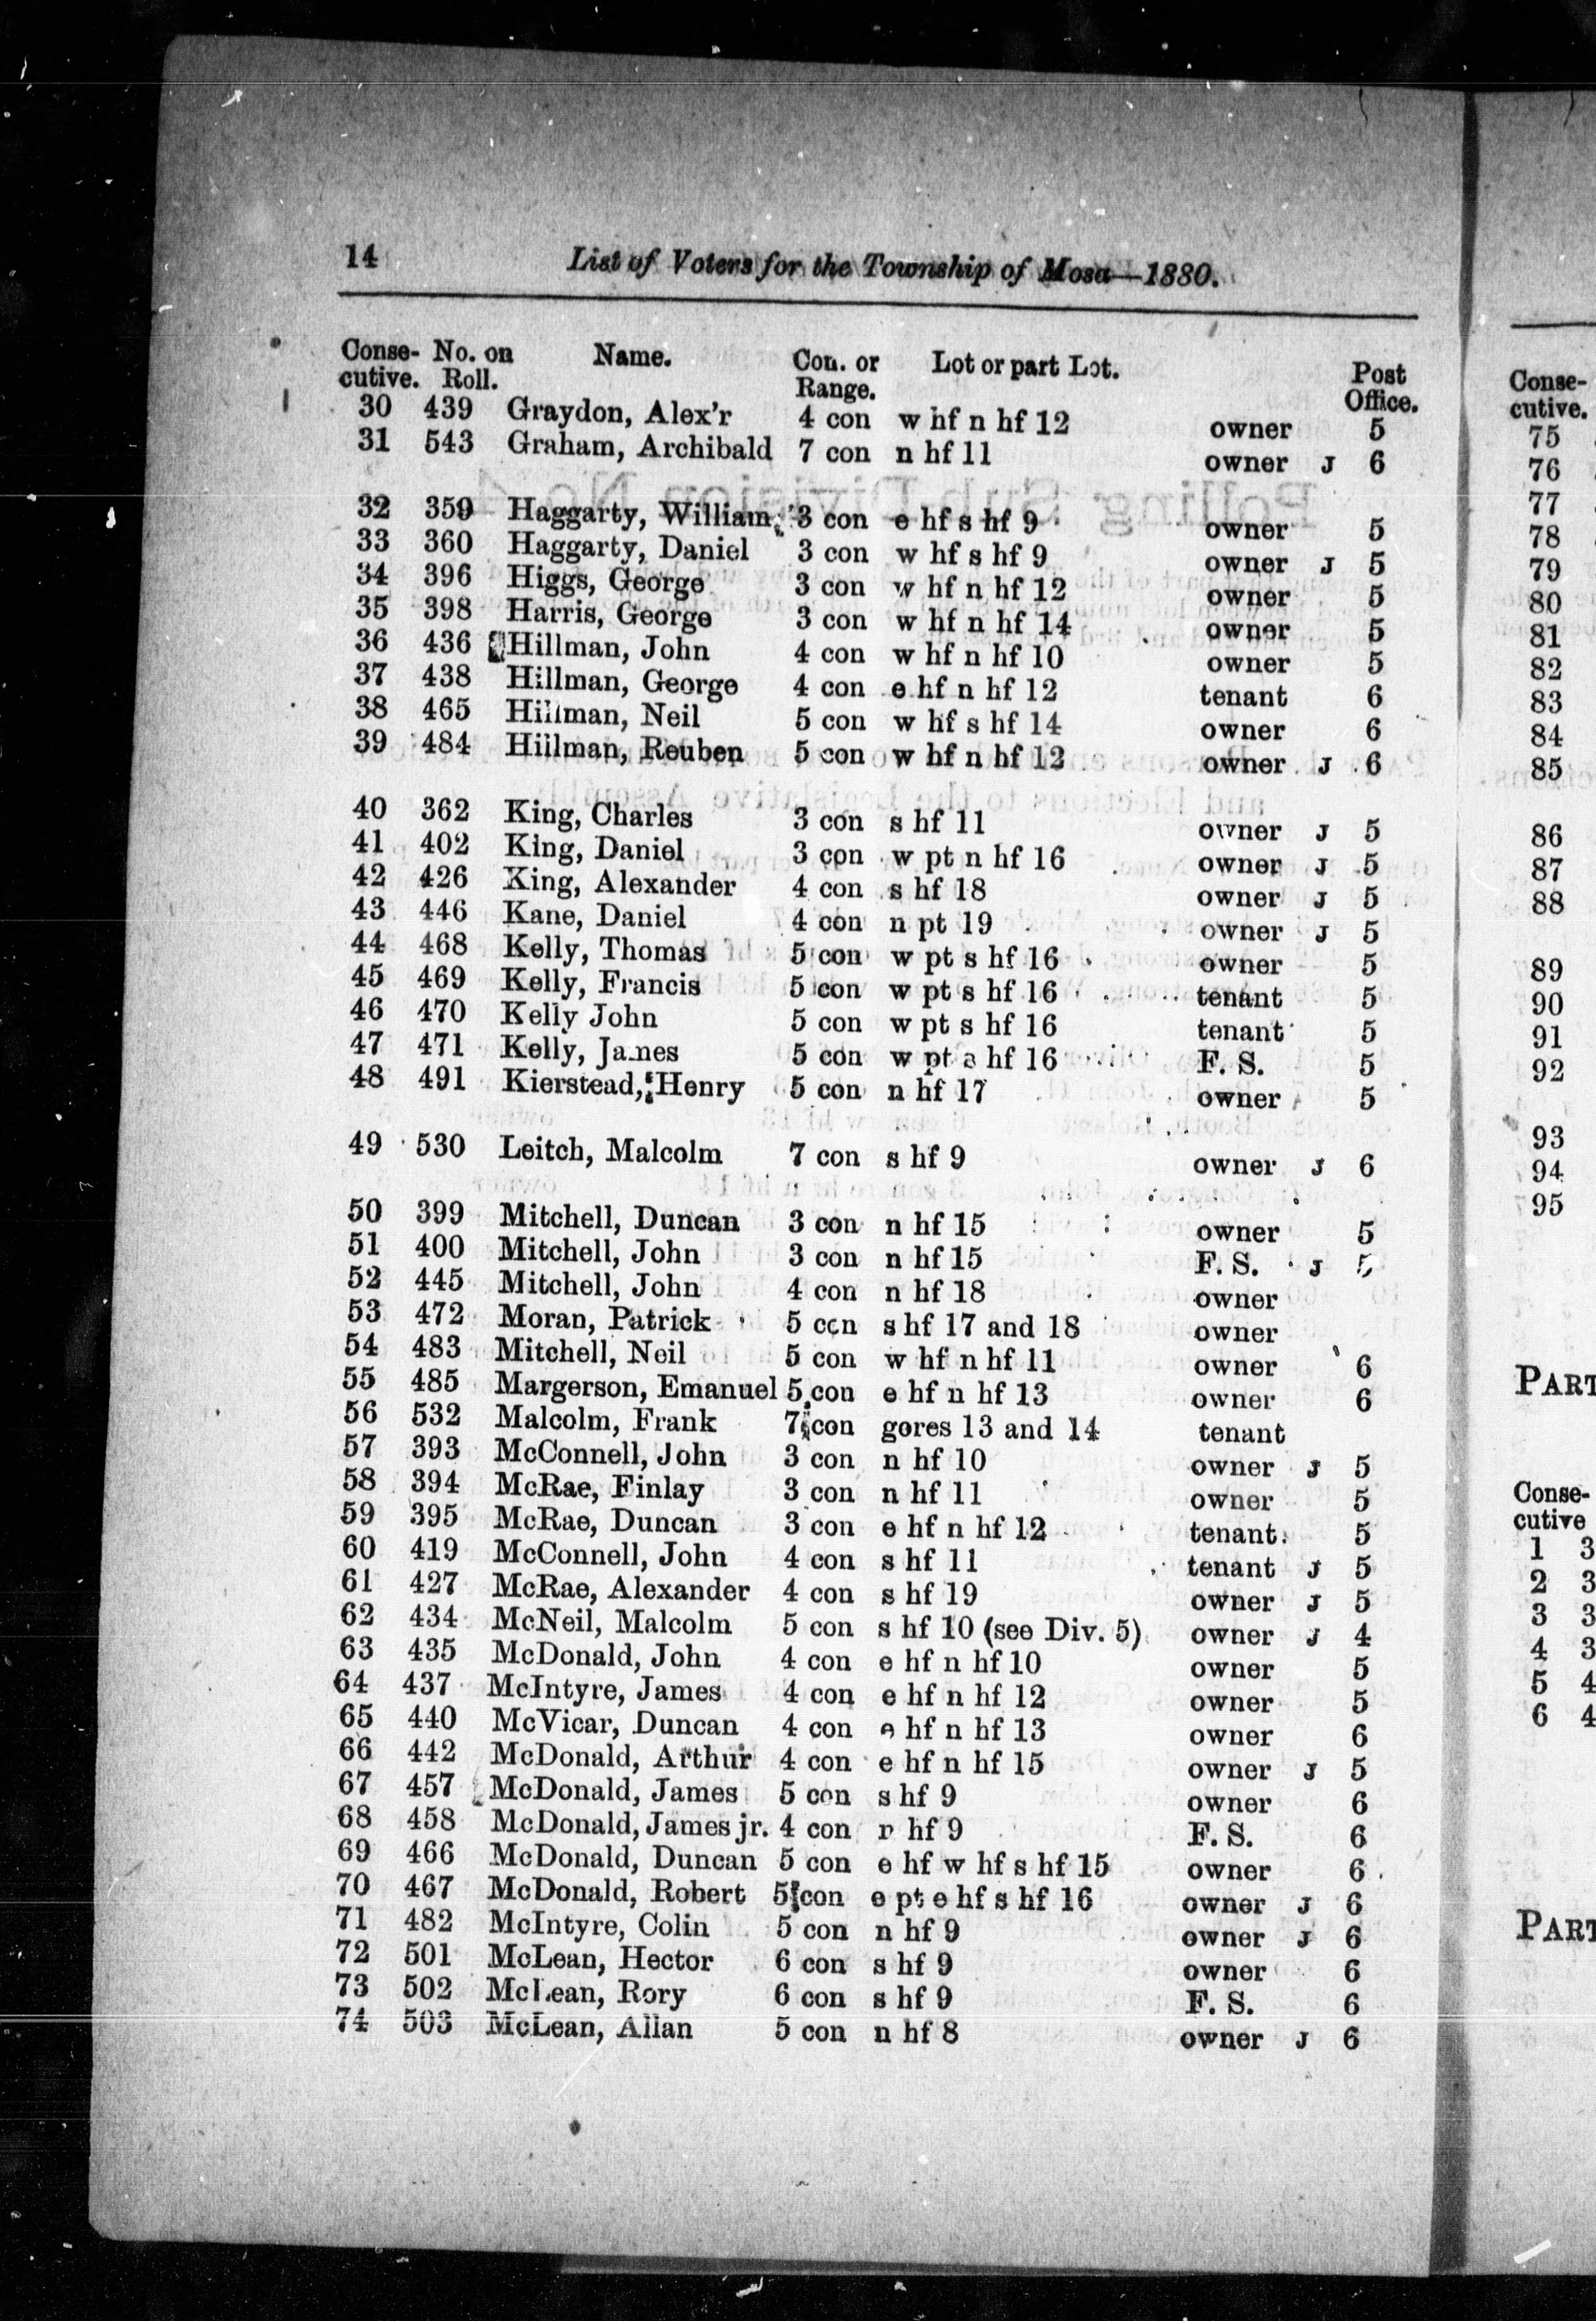 14 List of Voters for the Township of Mosa—1880.
Conse- No. on Name. Con. or Lot or part Lot. Post
cutive. Roll. Range. Office.
30 439 Graydon, Alex'r 4 con w hf n hf 12 owner 5
31 543 Graham, Archibald 7 con n hf 11 owner J 6
32 359 Haggarty, William, 3 con e hf s hf 9 owner 5
33 360 Haggarty, Daniel 3 con w hf s hf 9 owner J 5
34 396 Higgs, George 3 con w hf n hf 12 owner 5
35 398 Harris, George 3 con w hf n hf 14 owner 5
36 436 Hillman, John 4 con w hf n hf 10 owner 5
37 438 Hillman, George 4 con e hf n hf 12 tenant 6
38 465 Hillman, Neil 5 con w hf s hf 14 owner 6
39 484 Hillman, Reuben 5 con w hf n hf 12 owner J 6
40 362 King, Charles 3 con s hf 11 owner J 5
41 402 King, Daniel 3 con w pt n hf 16 owner J 5
42 426 King, Alexander 4 con s hf 18 owner J 5
43 446 Kane, Daniel 4 con n pt 19 owner J 5
44 468 Kelly, Thomas 5 con w pt s hf 16 owner 5
45 469 Kelly, Francis 5 con w pt s hf 16 tenant 5
46 470 Kelly John 5 con w pt s hf 16 tenant 5
47 471 Kelly, James 5 con w pt s hf 16 F. S. 5
48 491 Kierstead, Henry 5 con n hf 17 owner 5
49 530 Leitch, Malcolm 7 con s hf 9 owner J 6
50 399 Mitchell, Duncan 3 con n hf 15 owner 5
51 400 Mitchell, John 3 con n hf 15 F. S. J 5
52 445 Mitchell, John 4 con n hf 18 owner
53 472 Moran, Patrick 5 con s hf 17 and 18 owner
54 483 Mitchell, Neil 5 con w hf n hf 11 owner 6
55 485 Margerson, Emanuel 5 con e hf n hf 13 owner 6
56 532 Malcolm, Frank 7 con gores 13 and 14 tenant
57 393 McConnell, John 3 con n hf 10 owner J 5
58 394 McRae, Finlay 3 con n hf 11 owner 5
59 395 McRae, Duncan 3 con e hf n hf 12 tenant 5
60 419 McConnell, John 4 con s hf 11 tenant J 5
61 427 McRae, Alexander 4 con s hf 19 owner J 5
62 434 McNeil, Malcolm 5 con s hf 10 (see Div. 5) owner J 4
63 435 McDonald, John 4 con e hf n hf 10 owner 5
64 437 McIntyre, James 4 con e hf n hf 12 owner 5
65 440 McVicar, Duncan 4 con e hf n hf 13 owner 6
66 442 McDonald, Arthur 4 con e hf n hf 15 owner J 5
67 457 McDonald, James 5 con s hf 9 owner 6
68 458 McDonald, James jr. 4 con n hf 9 F. S. 6
69 466 McDonald, Duncan 5 con e hf w hf s hf 15 owner 6
70 467 McDonald, Robert 5 con e pt e hf s hf 16 owner J 6
71 482 McIntyre, Colin 5 con n hf 9 owner J 6
72 501 McLean, Hector 6 con s hf 9 owner 6
73 502 McLean, Rory 6 con s hf 9 F. S. 6
74 503 McLean, Allan 5 con n hf 8 owner J 6
Conse-
cutive.
75
76
77
78
79
80
81
82
83
84
85
86
87
88
89
90
91
92
93
94
95
PART
Conse-
cutive
1 3
2 3
3 3
4 3
5 4
6 4
PART